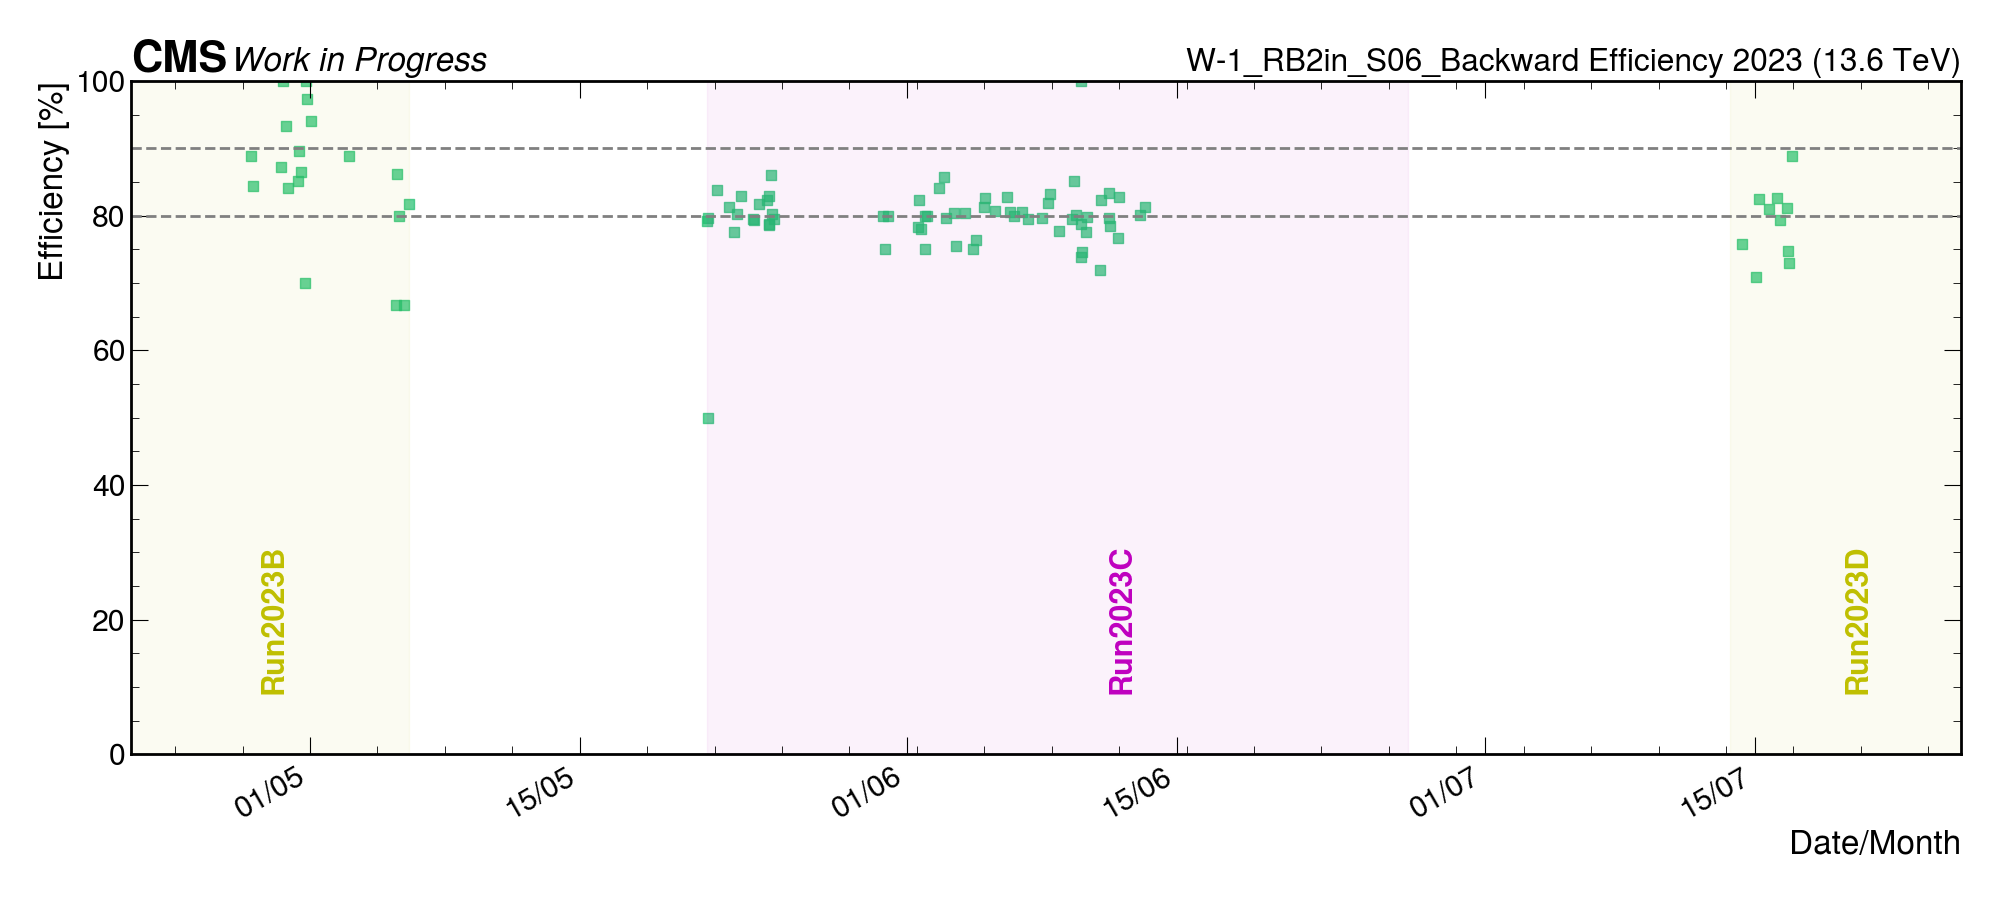 CMS Work in Progress
W-1_RB2in_S06_Backward Efficiency 2023 (13.6 TeV)
Efficiency [%]
100
80
60
40
20
0
Run2023B
Run2023C
Run2023D
01/05
15/05
01/06
15/06
01/07
15/07
Date/Month